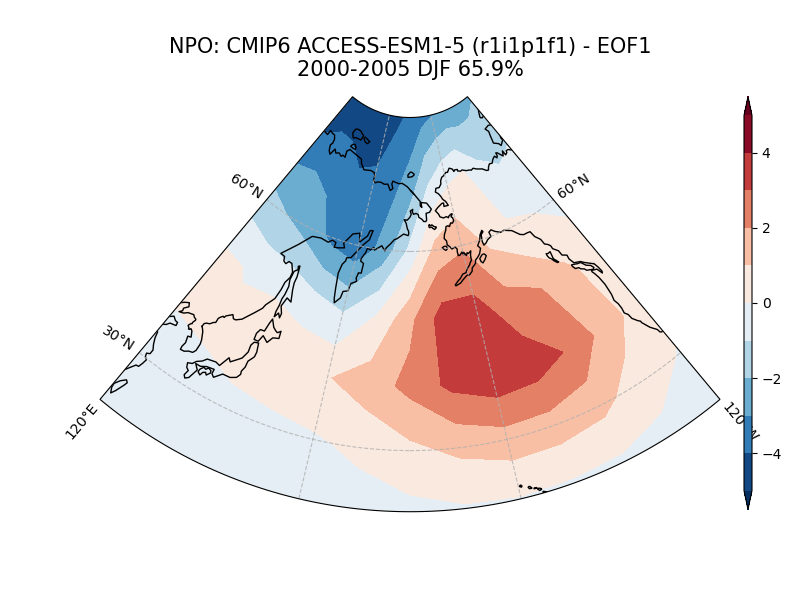 NPO: CMIP6 ACCESS-ESM1-5 (r1i1p1f1) - EOF1
2000-2005 DJF 65.9%
60°N
60°N
30°N
120°E
120°W
4
2
0
−2
−4